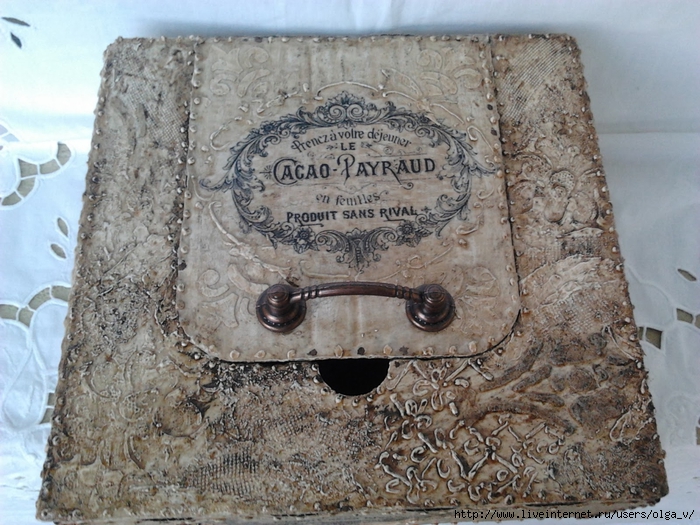 Prenez à votre déjeuner
LE
CACAO-PAYRAUD
en feuilles
PRODUIT SANS RIVAL
http://www.liveinternet.ru/users/olga_v/